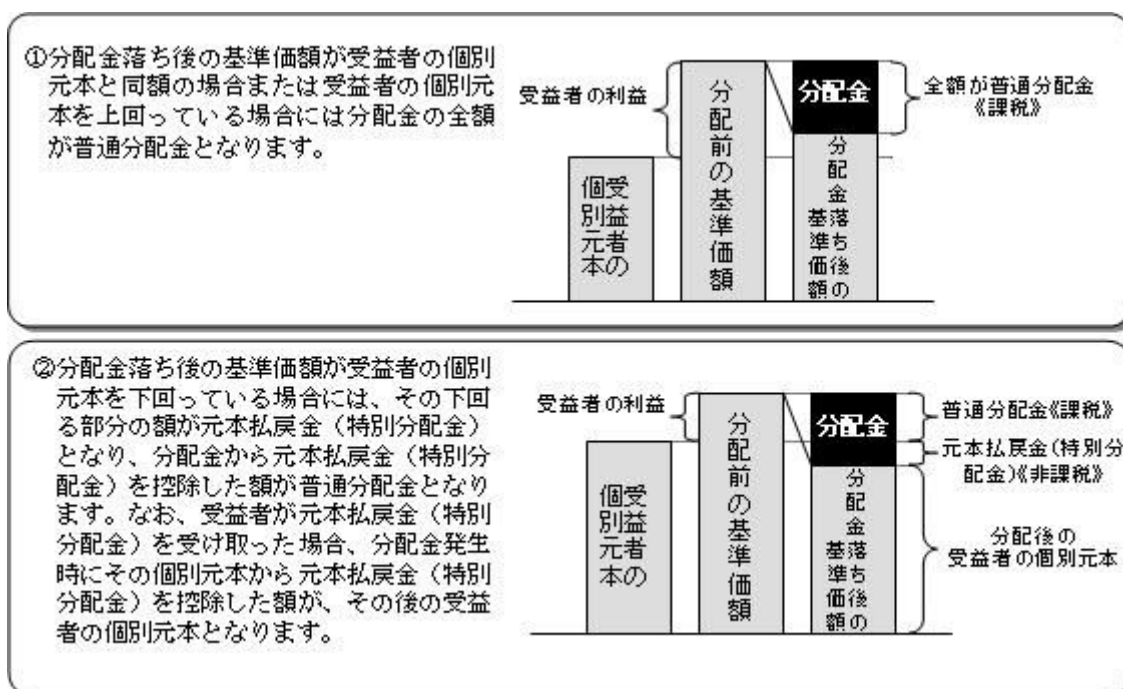 ①分配金落ち後の基準価額が受益者の個別
元本と同額の場合または受益者の個別元
本を上回っている場合には分配金の全額
が普通分配金となります。
受益者の利益
受益者の
個別元本
分配前の基準価額
分配金
分配金落ち後の
基準価額
全額が普通分配金
《課税》
②分配金落ち後の基準価額が受益者の個別
元本を下回っている場合には、その下回
る部分の額が元本払戻金（特別分配金）
となり、分配金から元本払戻金（特別分
配金）を控除した額が普通分配金となり
ます。なお、受益者が元本払戻金（特別
分配金）を受け取った場合、分配金発生
時にその個別元本から元本払戻金（特別
分配金）を控除した額が、その後の受益
者の個別元本となります。
受益者の利益
受益者の
個別元本
分配前の基準価額
分配金
分配金落ち後の
基準価額
普通分配金《課税》
元本払戻金(特別分
配金)《非課税》
分配後の
受益者の個別元本